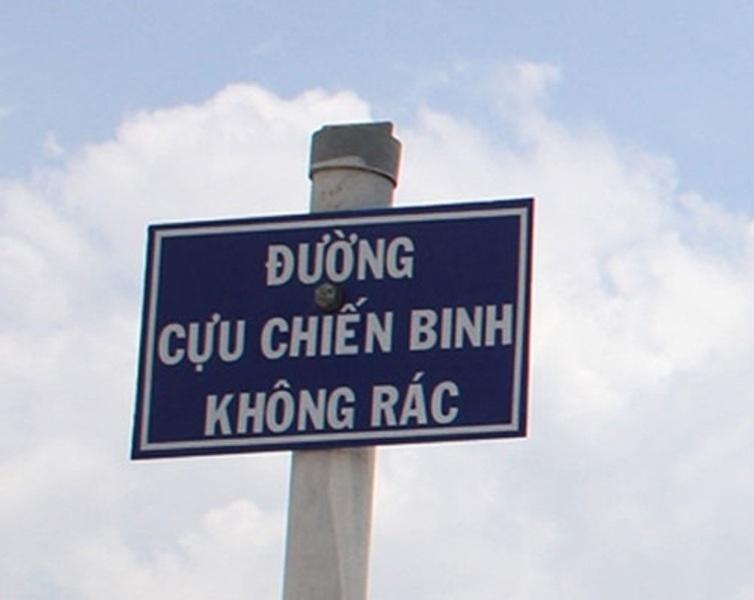 ĐƯỜNG
CỰU CHIẾN BINH
KHÔNG RÁC